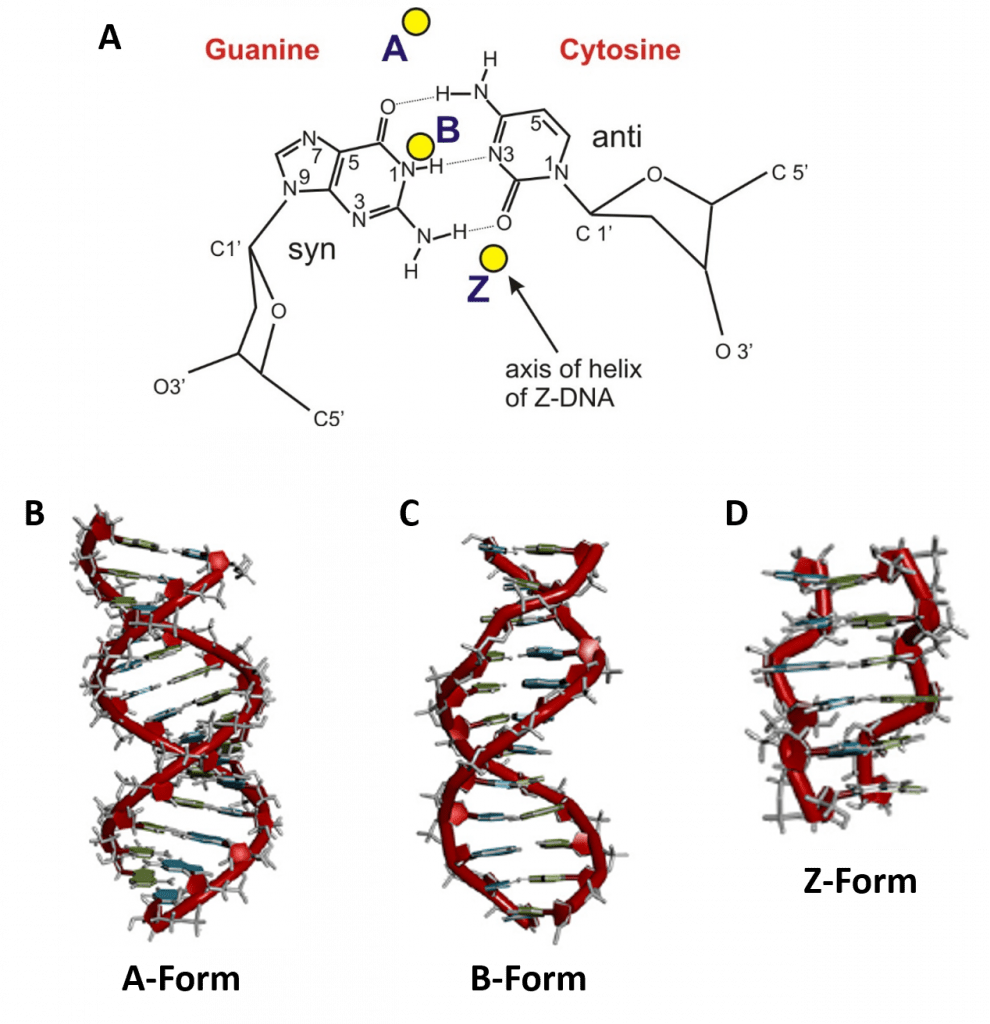 A
Guanine
A
Cytosine
H
H
N
O
B
5
anti
N
7
5
N
1
H
N3
1
N
O
C 5'
9
N
3
N
O
C 1'
C1'
syn
N
H
H
Z
O
O 3'
axis of helix
of Z-DNA
O3'
C5'
B
C
D
Z-Form
A-Form
B-Form